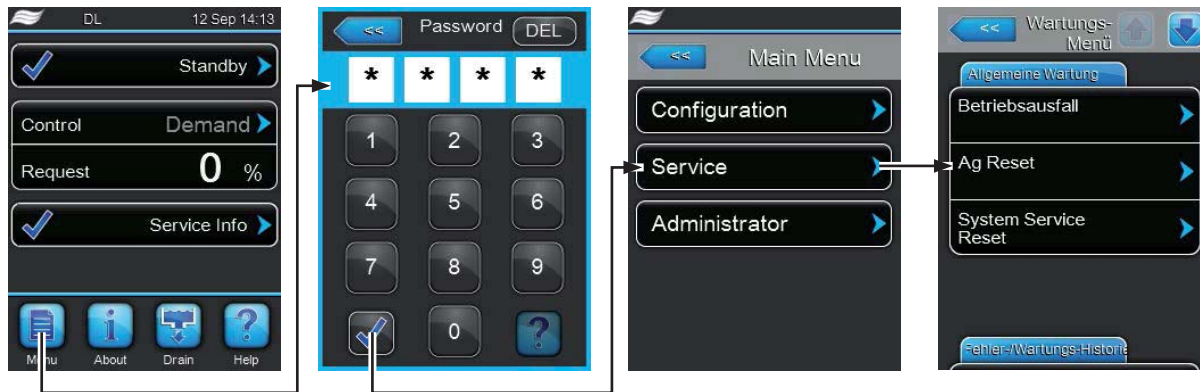 DL 12 Sep 14:13
Standby
Control Demand
Request 0 %
Service Info
Menu About Drain Help
<< Password DEL
* * * *
1 2 3
4 5 6
7 8 9
0 ?
<< Main Menu
Configuration
Service
Administrator
<< Wartungs-
Menü
Allgemeine Wartung
Betriebsausfall
Ag Reset
System Service
Reset
Fehler-/Wartungs-Historie